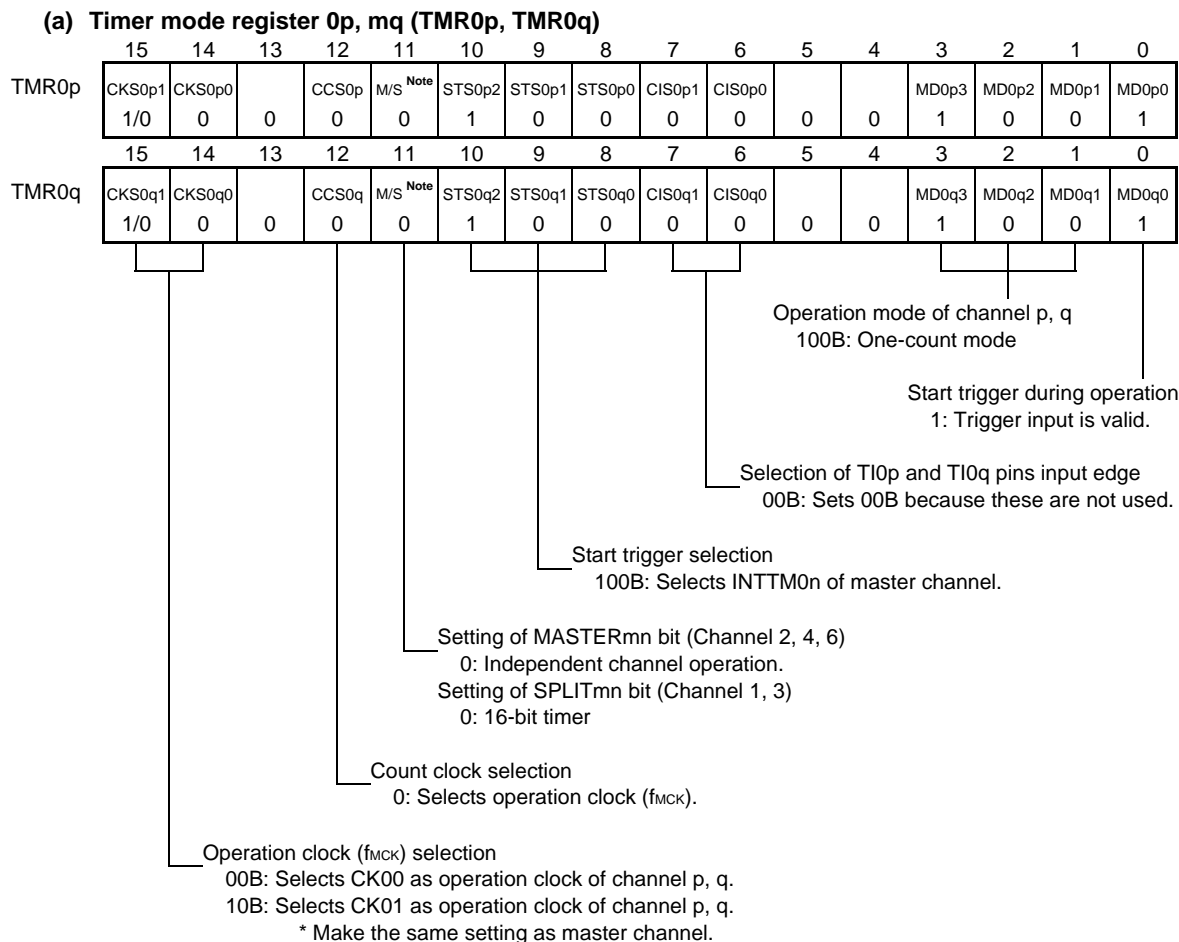 (a) Timer mode register 0p, mq (TMR0p, TMR0q)
15 14 13 12 11 10 9 8 7 6 5 4 3 2 1 0
TMR0p CKS0p1 CKS0p0 CCS0p M/S Note STS0p2 STS0p1 STS0p0 CIS0p1 CIS0p0 MD0p3 MD0p2 MD0p1 MD0p0
1/0 0 0 0 0 1 0 0 0 0 0 0 1 0 0 1
15 14 13 12 11 10 9 8 7 6 5 4 3 2 1 0
TMR0q CKS0q1 CKS0q0 CCS0q M/S Note STS0q2 STS0q1 STS0q0 CIS0q1 CIS0q0 MD0q3 MD0q2 MD0q1 MD0q0
1/0 0 0 0 0 1 0 0 0 0 0 0 1 0 0 1
Operation mode of channel p, q
100B: One-count mode
Start trigger during operation
1: Trigger input is valid.
Selection of TI0p and TI0q pins input edge
00B: Sets 00B because these are not used.
Start trigger selection
100B: Selects INTTM0n of master channel.
Setting of MASTERmn bit (Channel 2, 4, 6)
0: Independent channel operation.
Setting of SPLITmn bit (Channel 1, 3)
0: 16-bit timer
Count clock selection
0: Selects operation clock (fMCK).
Operation clock (fMCK) selection
00B: Selects CK00 as operation clock of channel p, q.
10B: Selects CK01 as operation clock of channel p, q.
* Make the same setting as master channel.